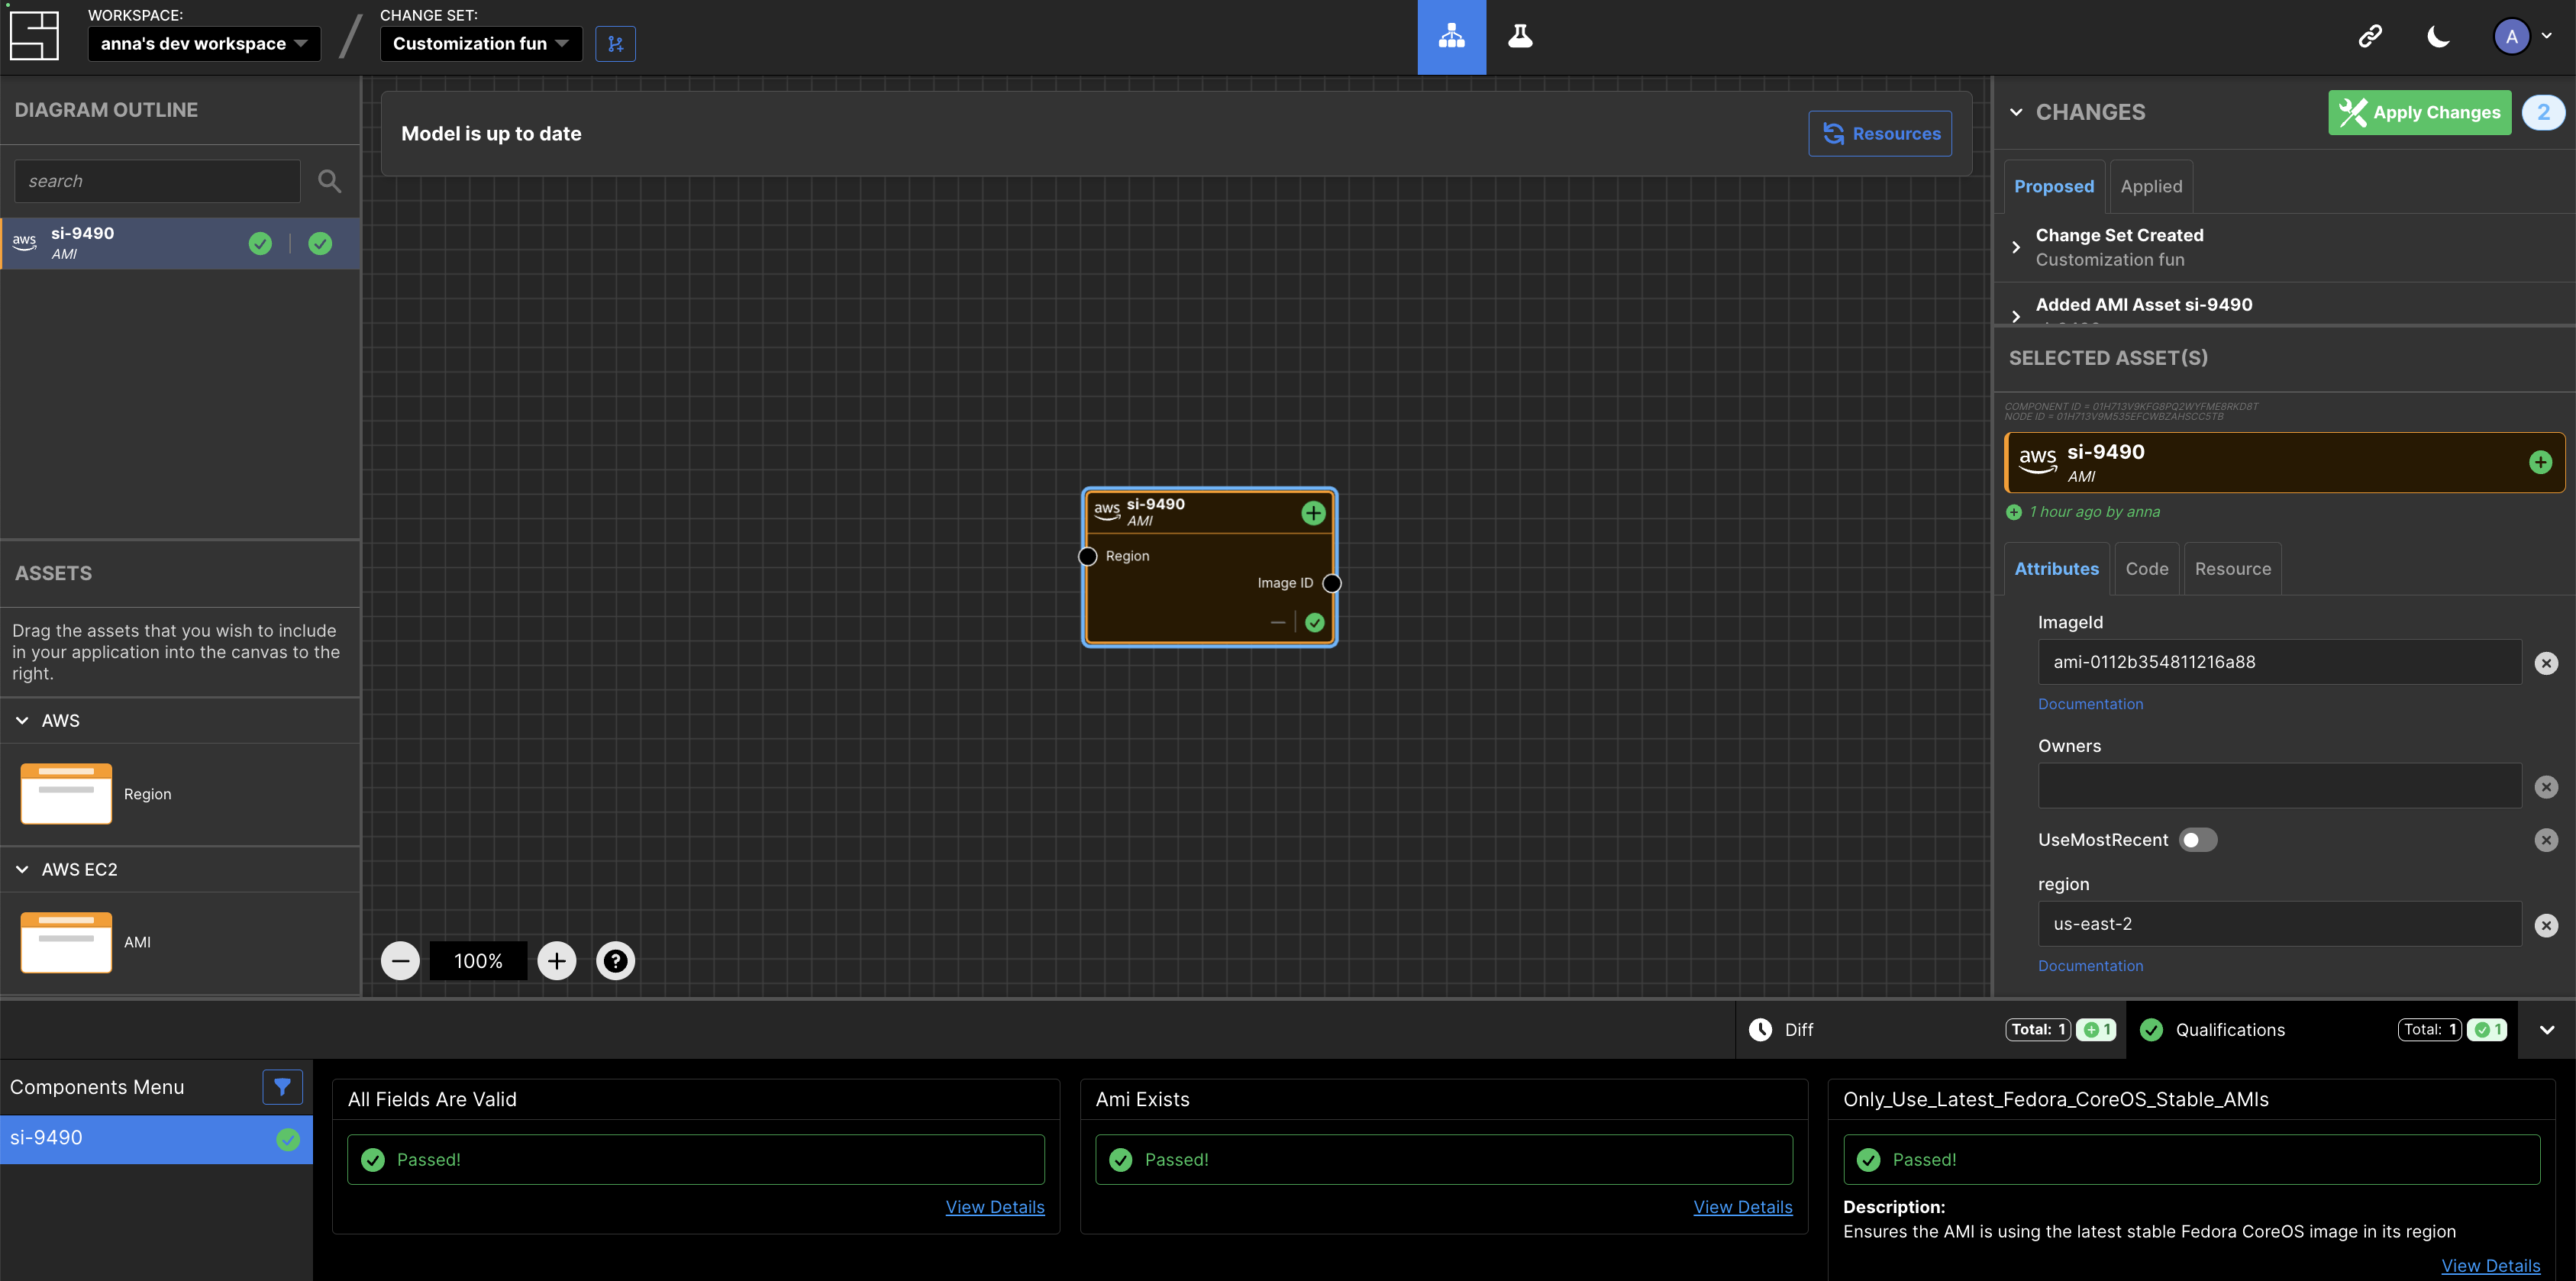 WORKSPACE:
anna's dev workspace
CHANGE SET:
Customization fun
A
DIAGRAM OUTLINE
search
aws
si-9490
AMI
ASSETS
Drag the assets that you wish to include
in your application into the canvas to the
right.
AWS
Region
AWS EC2
AMI
Model is up to date
Resources
aws
si-9490
AMI
Region
Image ID
100%
?
CHANGES
Apply Changes
2
Proposed
Applied
Change Set Created
Customization fun
Added AMI Asset si-9490
SELECTED ASSET(S)
COMPONENT ID = 01H713V9KFG8PQ2WYFME8RKD8T
NODE ID = 01H713V9M535EFCWBZAHSCC5TB
aws
si-9490
AMI
1 hour ago by anna
Attributes
Code
Resource
ImageId
ami-0112b354811216a88
Documentation
Owners
UseMostRecent
region
us-east-2
Documentation
Diff
Total: 1
1
Qualifications
Total: 1
1
Components Menu
si-9490
All Fields Are Valid
Passed!
View Details
Ami Exists
Passed!
View Details
Only_Use_Latest_Fedora_CoreOS_Stable_AMIs
Passed!
Description:
Ensures the AMI is using the latest stable Fedora CoreOS image in its region
View Details